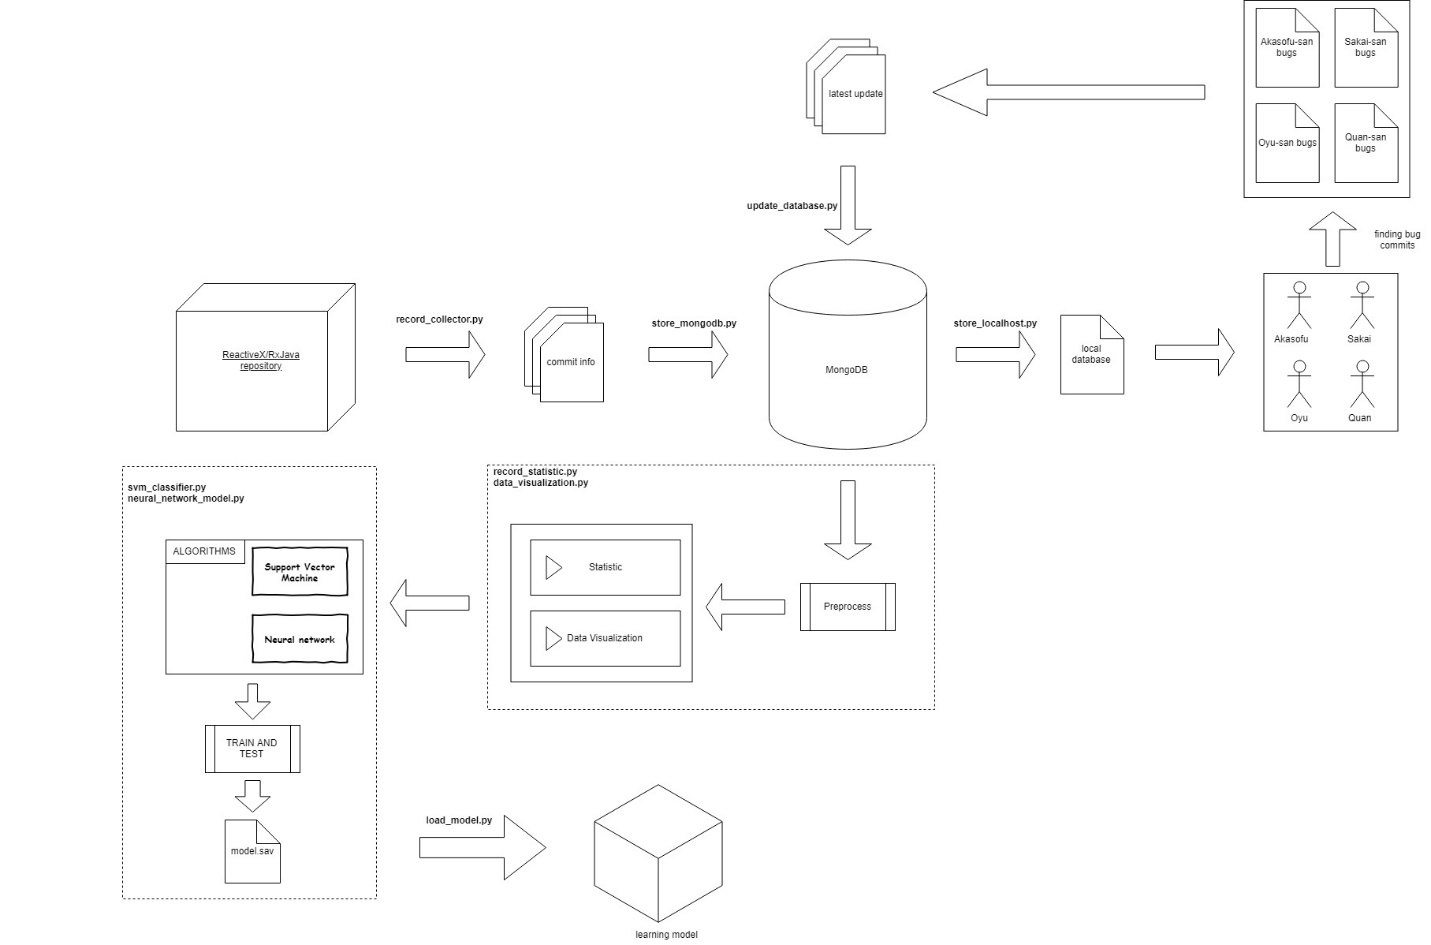 Akasofu-san
bugs
Sakai-san
bugs
latest update
Oyu-san bugs
Quan-san
bugs
update_database.py
finding bug
commits
ReactiveX/RxJava
repository
record_collector.py
commit info
store_mongodb.py
MongoDB
store_localhost.py
local
database
Akasofu
Sakai
Oyu
Quan
svm_classifier.py
neural_network_model.py
record_statistic.py
data_visualization.py
ALGORITHMS
Support Vector
Machine
Neural network
Statistic
Data Visualization
Preprocess
TRAIN AND
TEST
model.sav
load_model.py
learning model